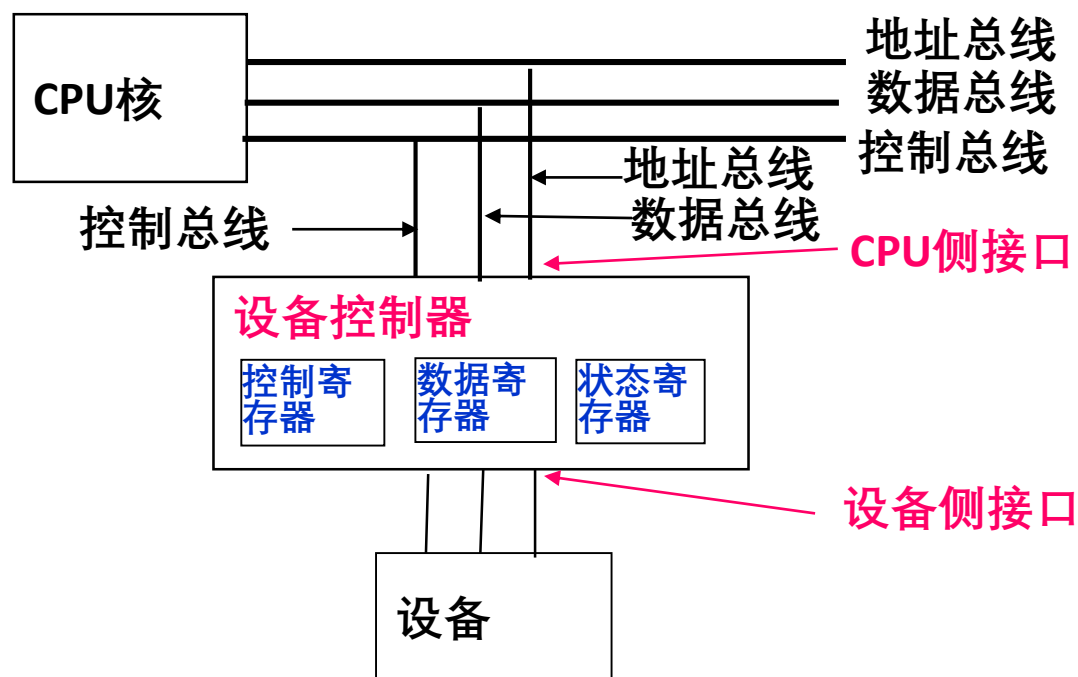 地址总线
CPU核
数据总线
控制总线
地址总线
控制总线
数据总线
CPU侧接口
设备控制器
控制寄
存器
数据寄
存器
状态寄
存器
设备侧接口
设备